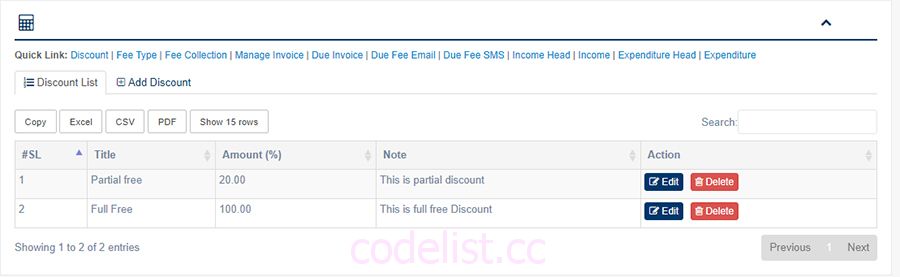 Quick Link: Discount | Fee Type | Fee Collection | Manage Invoice | Due Invoice | Due Fee Email | Due Fee SMS | Income Head | Income | Expenditure Head | Expenditure
Discount List Add Discount
Copy Excel CSV PDF Show 15 rows Search:
#SL Title Amount (%) Note Action
1 Partial free 20.00 This is partial discount Edit Delete
2 Full Free 100.00 This is full free Discount Edit Delete
Showing 1 to 2 of 2 entries Previous 1 Next
codelist.cc